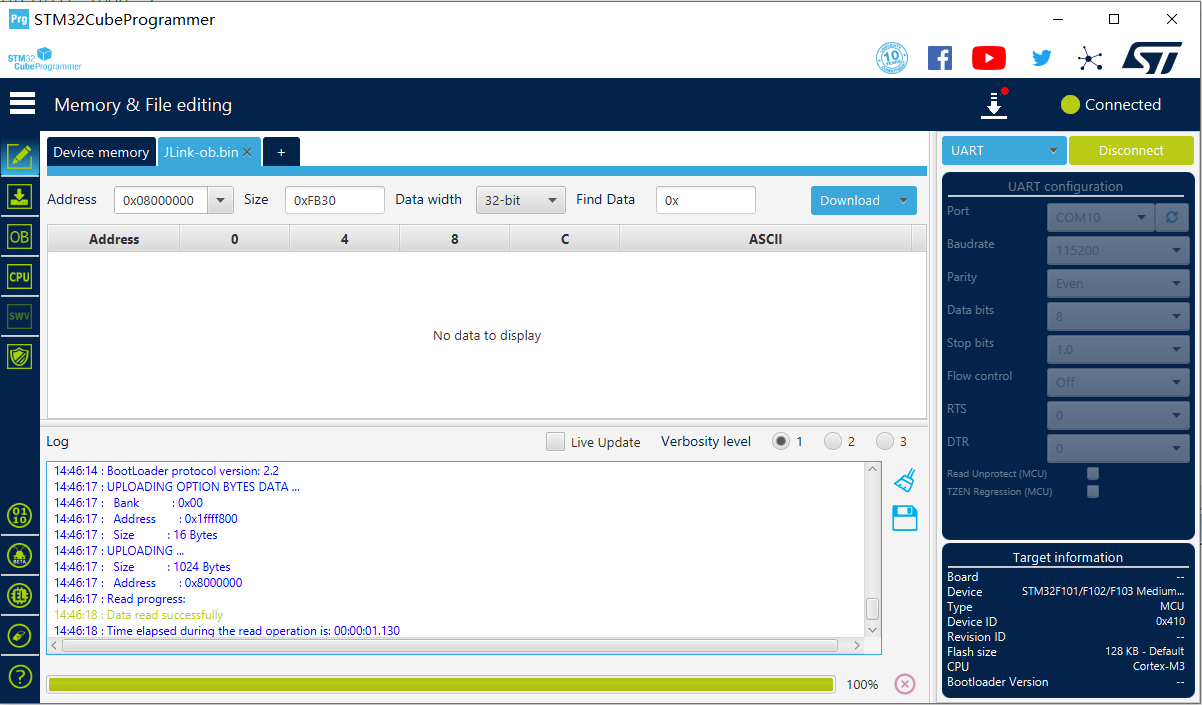 Prg STM32CubeProgrammer
STM32
CubeProgrammer
10
YEARS
Memory & File editing
Connected
Device memory JLink-ob.bin +
Address 0x08000000 Size 0xFB30 Data width 32-bit Find Data 0x Download
Address 0 4 8 C ASCII
No data to display
Log Live Update Verbosity level 1 2 3
14:46:14 : BootLoader protocol version: 2.2
14:46:17 : UPLOADING OPTION BYTES DATA ...
14:46:17 : Bank : 0x00
14:46:17 : Address : 0x1ffff800
14:46:17 : Size : 16 Bytes
14:46:17 : UPLOADING ...
14:46:17 : Size : 1024 Bytes
14:46:17 : Address : 0x8000000
14:46:17 : Read progress:
14:46:18 : Data read successfully
14:46:18 : Time elapsed during the read operation is: 00:00:01.130
100%
OB
CPU
SWV
01
10
BETA
EL
?
UART Disconnect
UART configuration
Port COM10
Baudrate 115200
Parity Even
Data bits 8
Stop bits 1.0
Flow control Off
RTS 0
DTR 0
Read Unprotect (MCU)
TZEN Regression (MCU)
Target information
Board --
Device STM32F101/F102/F103 Medium...
Type MCU
Device ID 0x410
Revision ID --
Flash size 128 KB - Default
CPU Cortex-M3
Bootloader Version --